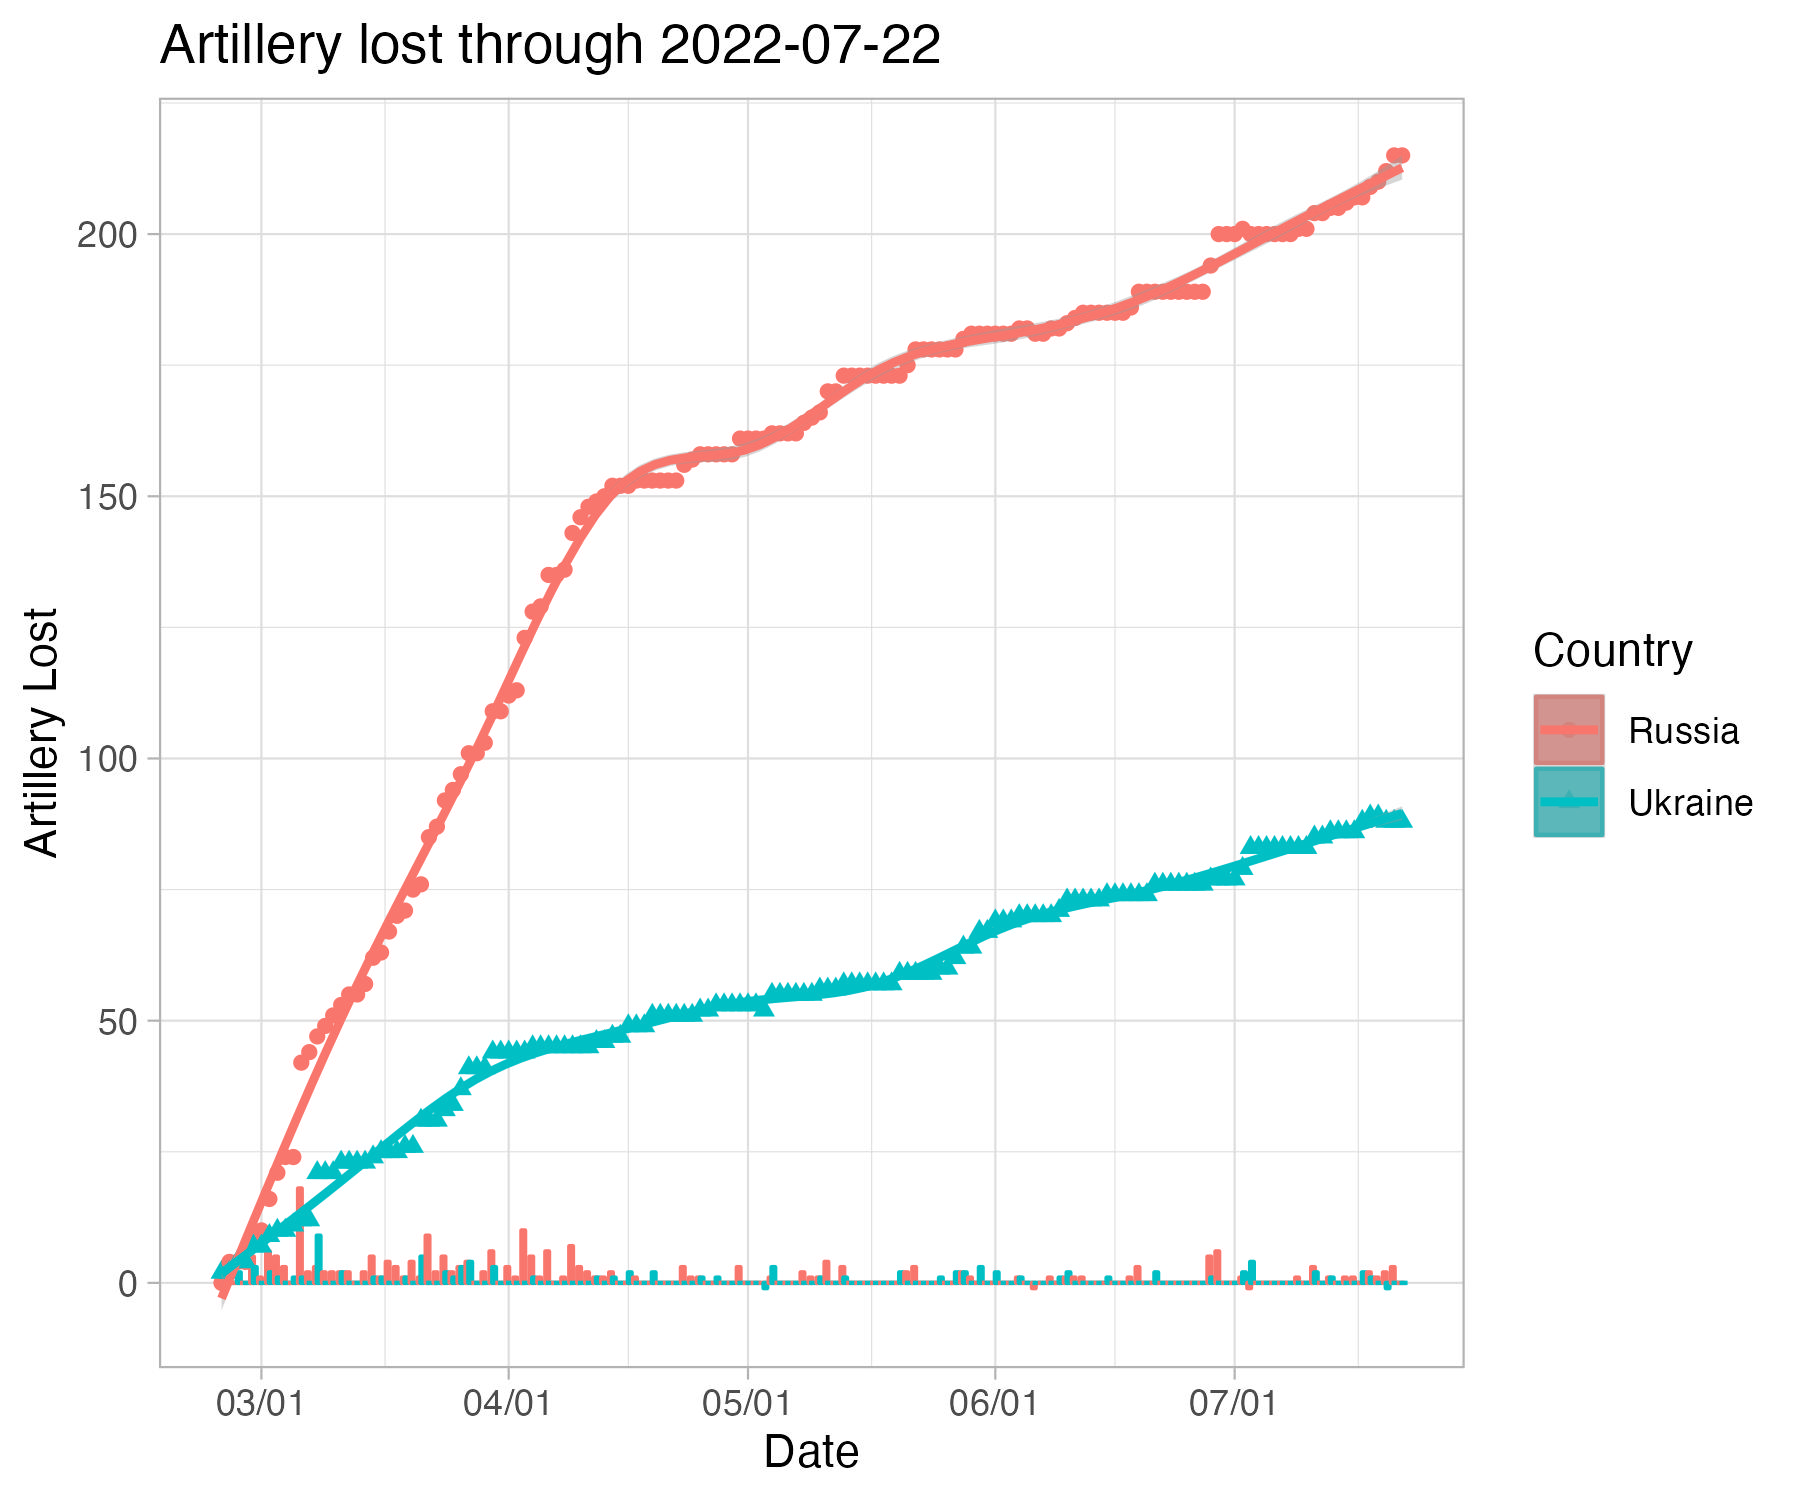 Artillery lost through 2022-07-22
Artillery Lost
200
150
100
50
0
03/01
04/01
05/01
06/01
07/01
Date
Country
Russia
Ukraine